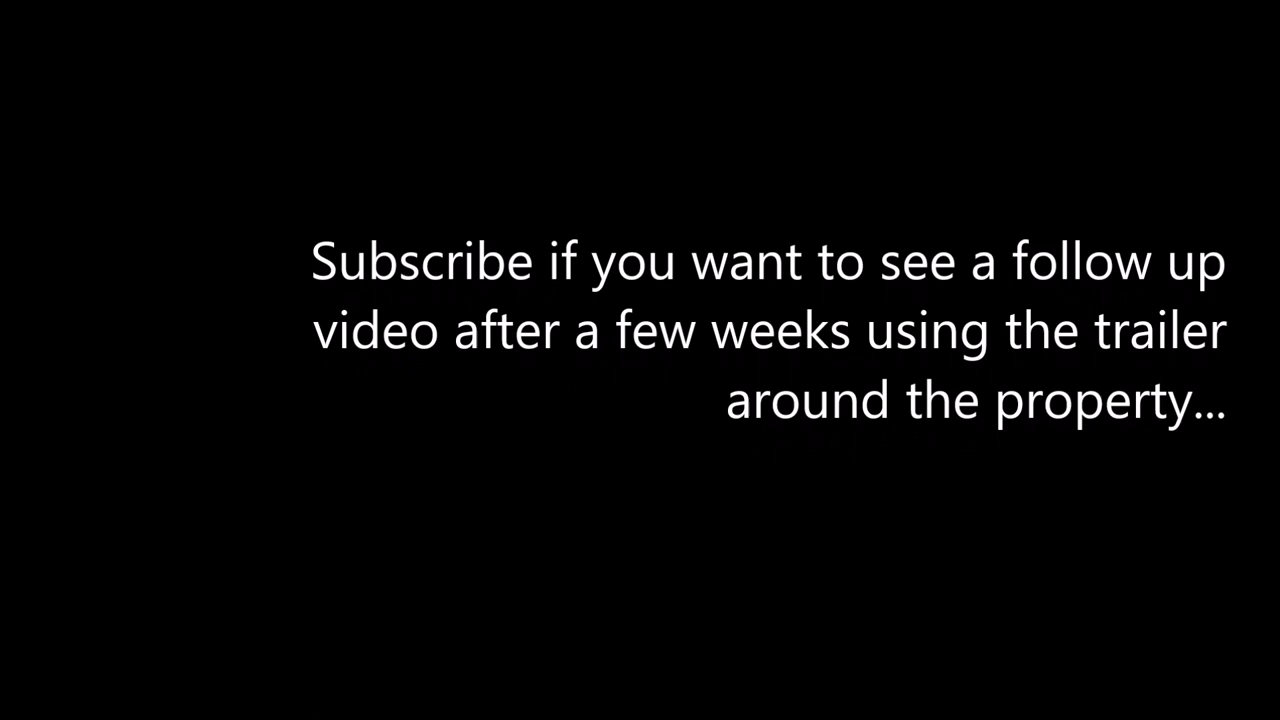 Subscribe if you want to see a follow up
video after a few weeks using the trailer
around the property...